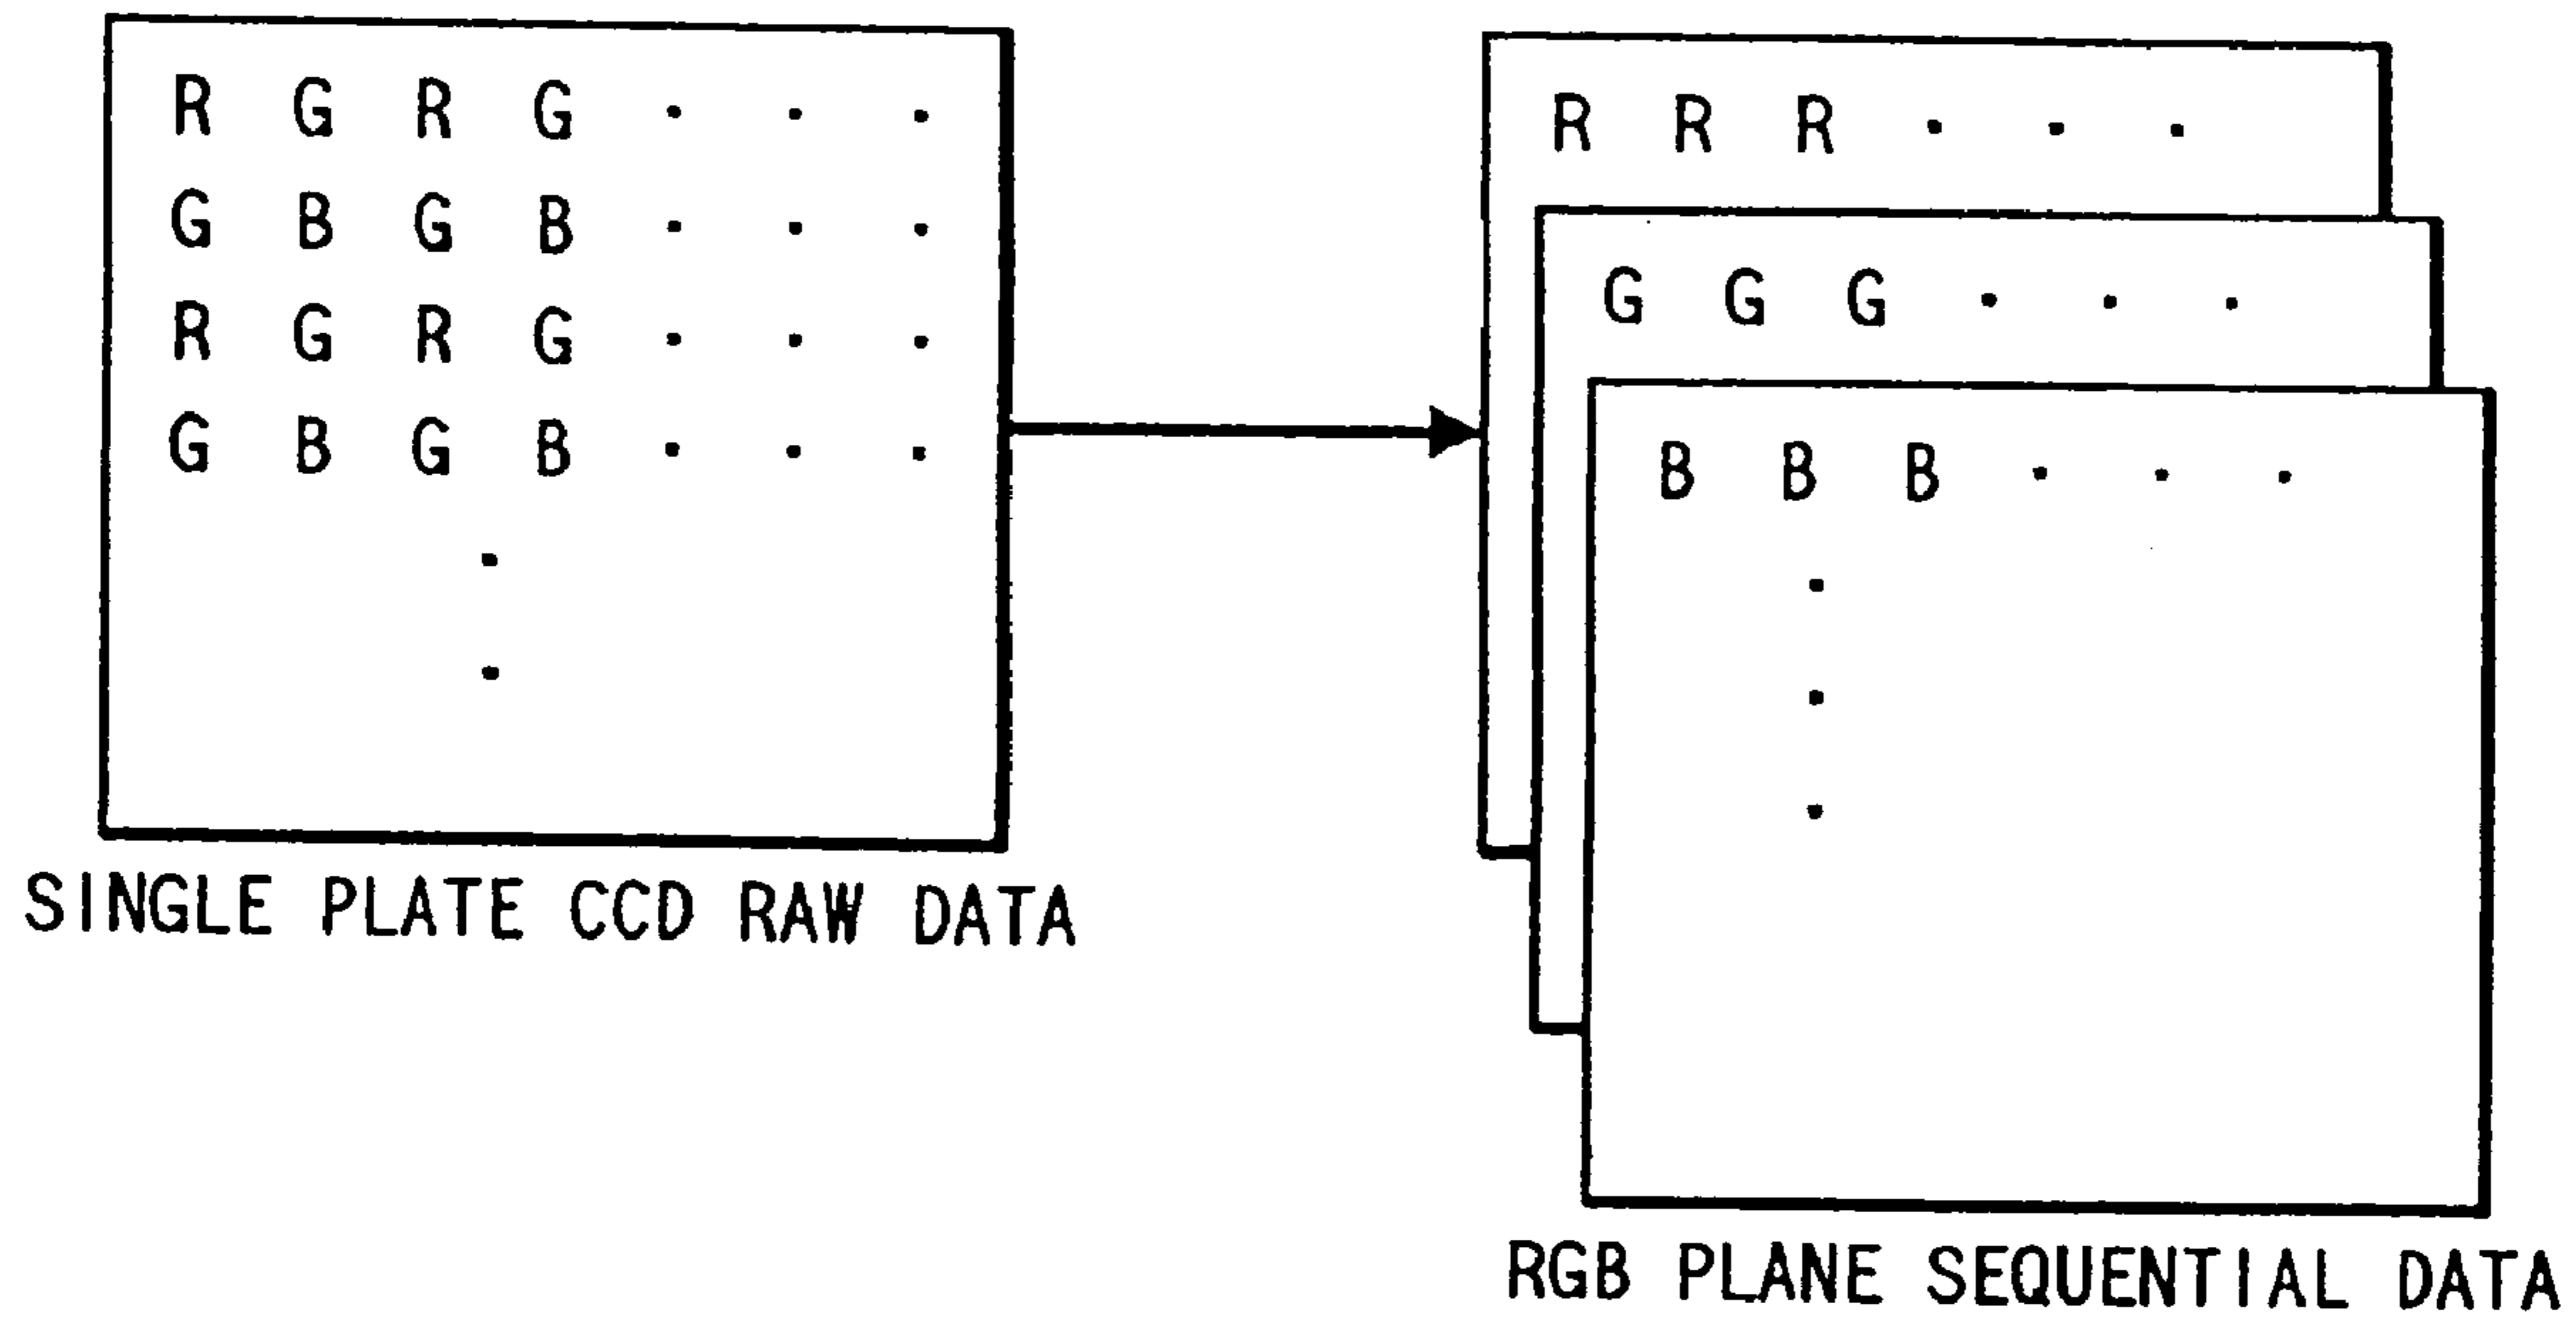 R G R G · · ·
G B G B · · ·
R G R G · · ·
G B G B · · ·
·
·
SINGLE PLATE CCD RAW DATA
R R R · · ·
G G G · · ·
B B B · · ·
·
·
·
RGB PLANE SEQUENTIAL DATA